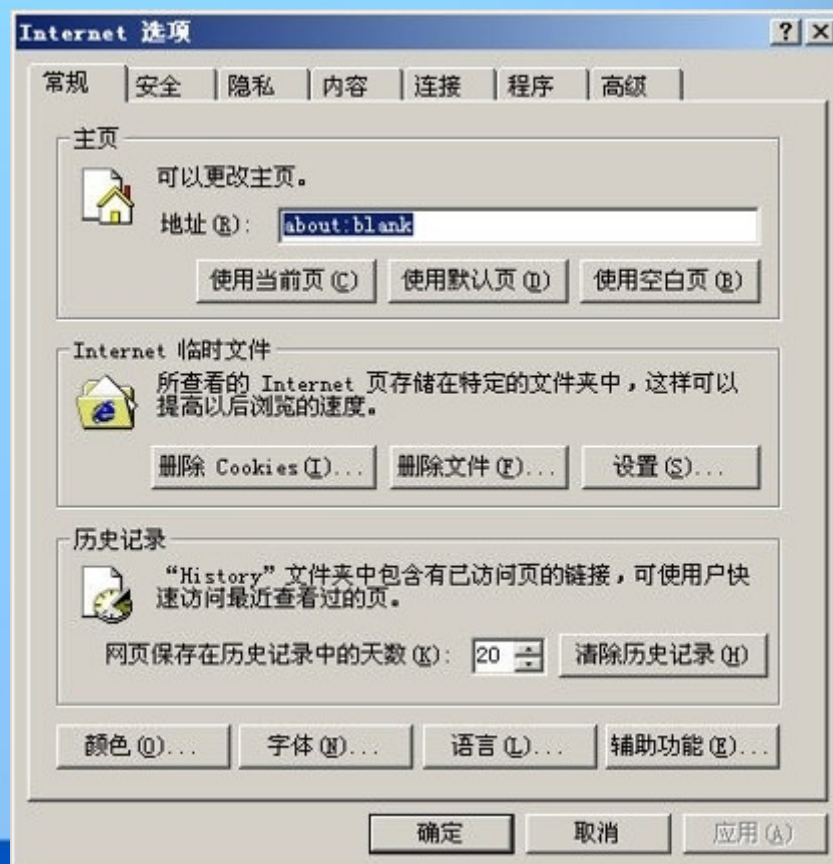 Internet 选项
常规 安全 隐私 内容 连接 程序 高级
主页
可以更改主页。
地址(R): about:blank
使用当前页(C) 使用默认页(D) 使用空白页(B)
Internet 临时文件
所查看的 Internet 页存储在特定的文件夹中，这样可以
提高以后浏览的速度。
删除 Cookies(I)... 删除文件(F)... 设置(S)...
历史记录
“History”文件夹中包含有已访问页的链接，可使用户快
速访问最近查看过的页。
网页保存在历史记录中的天数(K): 20 清除历史记录(H)
颜色(O)... 字体(N)... 语言(L)... 辅助功能(E)...
确定 取消 应用(A)